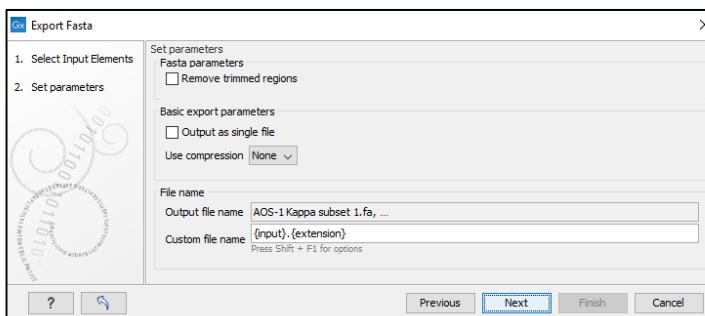 Gx Export Fasta
1. Select Input Elements
2. Set parameters
Set parameters
Fasta parameters
Remove trimmed regions
Basic export parameters
Output as single file
Use compression None
File name
Output file name AOS-1 Kappa subset 1.fa, ...
Custom file name {input}.{extension}
Press Shift + F1 for options
? Previous Next Finish Cancel